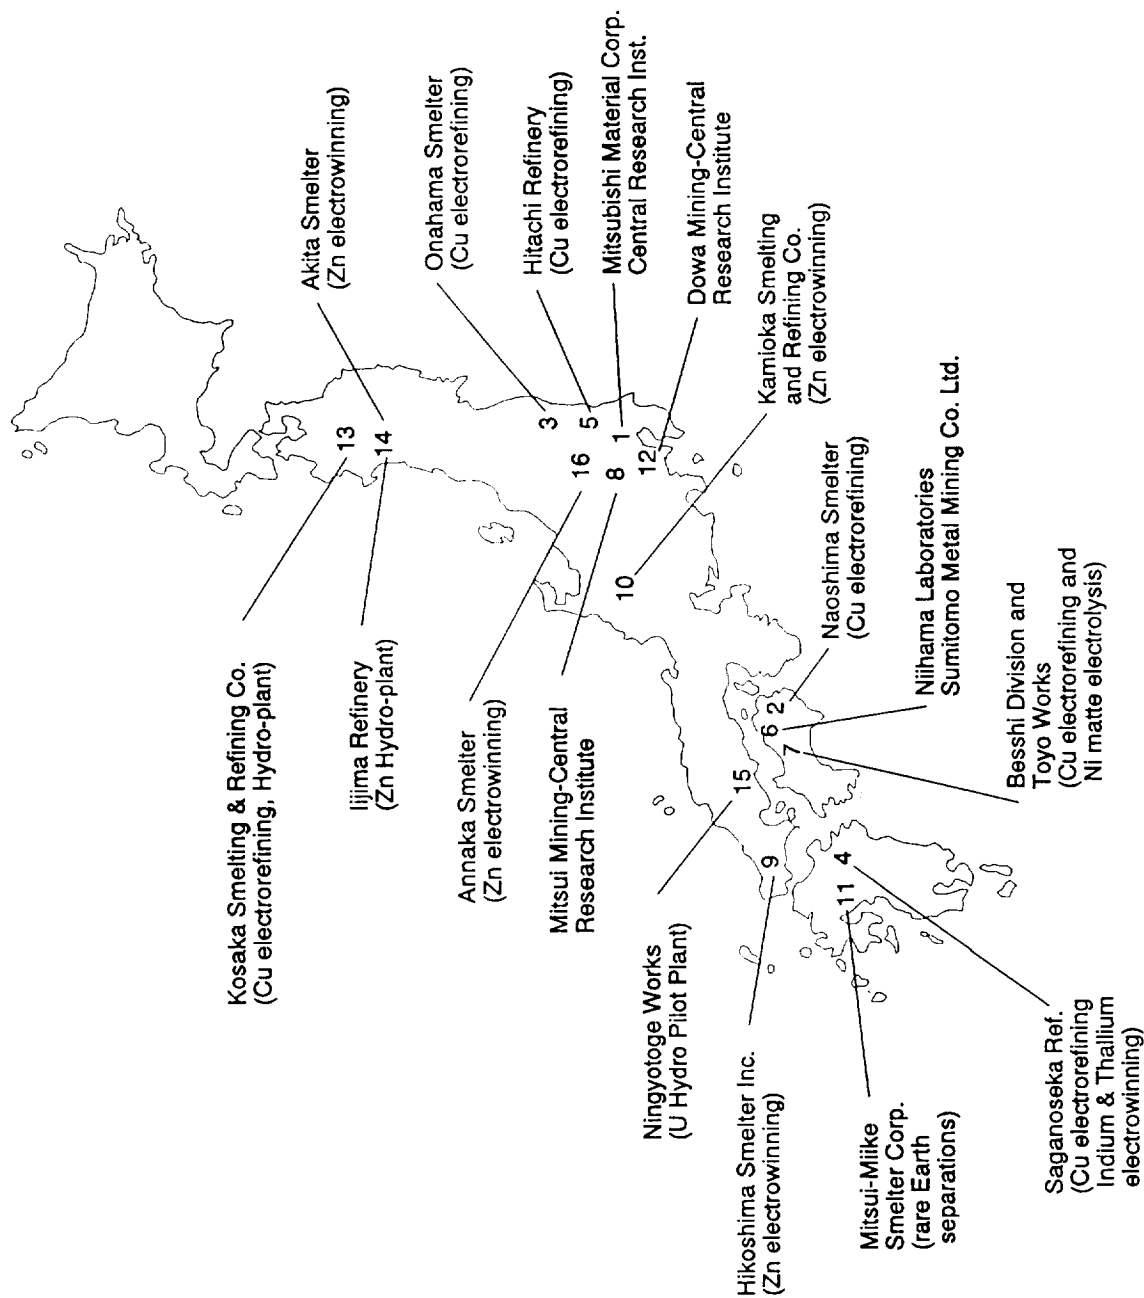 Kosaka Smelting & Refining Co.
(Cu electrorefining, Hydro-plant)
Iijima Refinery
(Zn Hydro-plant)
Annaka Smelter
(Zn electrowinning)
Mitsui Mining-Central
Research Institute
Ningyotoge Works
(U Hydro Pilot Plant)
Hikoshima Smelter Inc.
(Zn electrowinning)
Mitsui-Miike
Smelter Corp.
(rare Earth
separations)
Saganoseka Ref.
(Cu electrorefining
Indium & Thallium
electrowinning)
Akita Smelter
(Zn electrowinning)
Onahama Smelter
(Cu electrorefining)
Hitachi Refinery
(Cu electrorefining)
Mitsubishi Material Corp.
Central Research Inst.
Dowa Mining-Central
Research Institute
Kamioka Smelting
and Refining Co.
(Zn electrowinning)
Naoshima Smelter
(Cu electrorefining)
Niihama Laboratories
Sumitomo Metal Mining Co. Ltd.
Besshi Division and
Toyo Works
(Cu electrorefining and
Ni matte electrolysis)
13
14
3
16
5
1
8
12
10
15
2
6
7
9
4
11